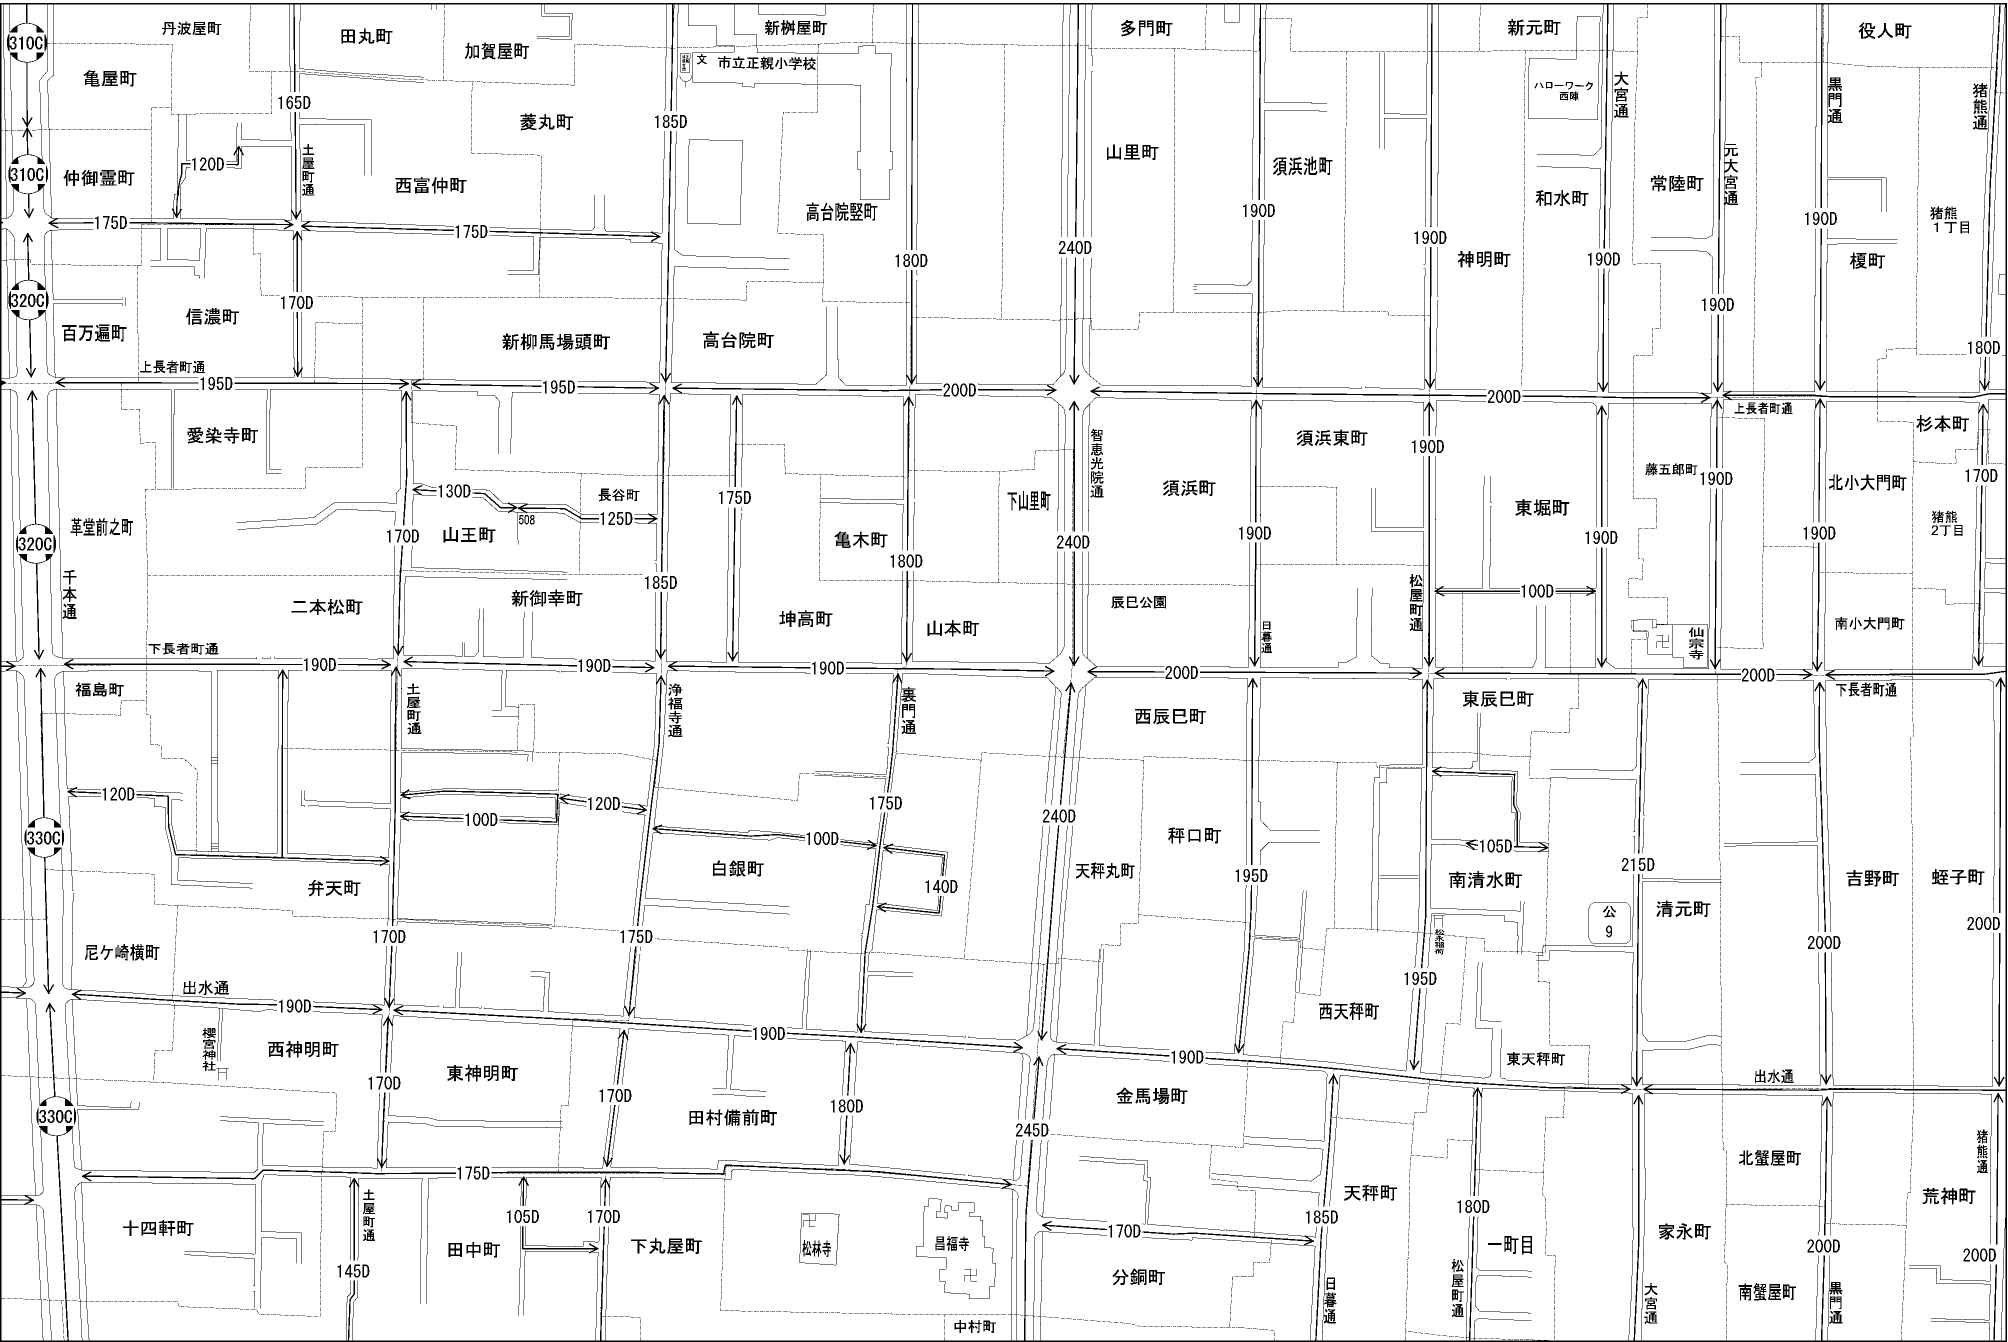 丹波屋町
田丸町
加賀屋町
新桝屋町
多門町
新元町
役人町
310C
亀屋町
文 市立正親小学校
165D
185D
菱丸町
ハローワーク
西陣
大宮通
黒門通
猪熊通
310C
仲御霊町
120D
土屋町通
西富仲町
山里町
須浜池町
和水町
常陸町
元大宮通
猪熊
1丁目
高台院竪町
175D
175D
180D
240D
190D
190D
神明町
190D
190D
榎町
320C
170D
190D
百万遍町
信濃町
新柳馬場頭町
高台院町
180D
上長者町通
195D
195D
200D
200D
上長者町通
愛染寺町
智恵光院通
須浜東町
190D
杉本町
藤五郎町
130D
長谷町
175D
下山里町
須浜町
190D
北小大門町
170D
508
125D
東堀町
猪熊
2丁目
革堂前之町
320C
170D
山王町
亀木町
180D
240D
190D
190D
190D
千本通
185D
松屋町通
100D
二本松町
新御幸町
坤高町
山本町
辰巳公園
日暮通
仙宗寺
南小大門町
下長者町通
190D
190D
190D
200D
200D
下長者町通
福島町
土屋町通
浄福寺通
裏門通
西辰巳町
東辰巳町
120D
120D
175D
100D
100D
240D
秤口町
105D
330C
白銀町
140D
天秤丸町
195D
215D
弁天町
南清水町
吉野町
蛭子町
公
9
清元町
170D
175D
松永稲荷
200D
200D
尼ケ崎横町
195D
出水通
190D
190D
190D
西天秤町
櫻宮神社
西神明町
東神明町
170D
170D
180D
東天秤町
出水通
金馬場町
330C
田村備前町
245D
175D
北蟹屋町
猪熊通
天秤町
荒神町
十四軒町
土屋町通
145D
田中町
105D
170D
下丸屋町
松林寺
昌福寺
170D
185D
180D
一町目
家永町
200D
200D
分銅町
日暮通
松屋町通
大宮通
南蟹屋町
黒門通
中村町